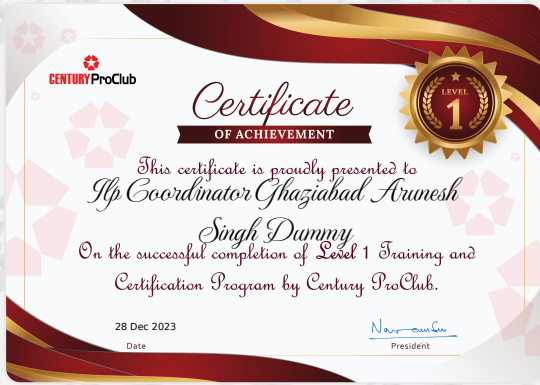 CENTURY ProClub
Certificate
OF ACHIEVEMENT
LEVEL
1
This certificate is proudly presented to
Ilp Coordinator Ghaziabad Arunesh
Singh Dummy
On the successful completion of Level 1 Training and
Certification Program by Century ProClub.
28 Dec 2023
Date
President